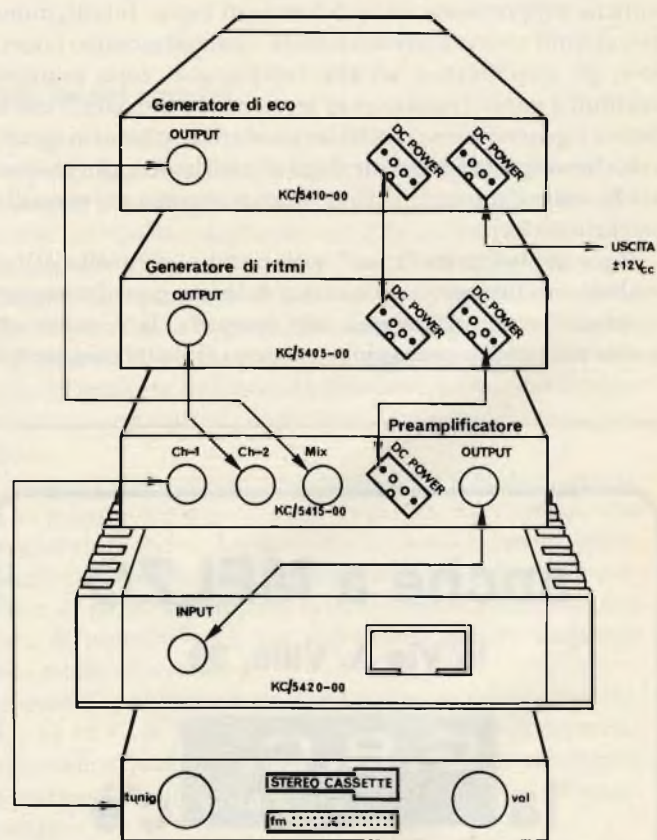 Generatore di eco
OUTPUT
DC POWER
DC POWER
KC/5410-00
USCITA
±12Vcc
Generatore di ritmi
OUTPUT
DC POWER
DC POWER
KC/5405-00
Preamplificatore
Ch-1
Ch-2
Mix
DC POWER
OUTPUT
KC/5415-00
INPUT
KC/5420-00
tunig
STEREO CASSETTE
fm
vol